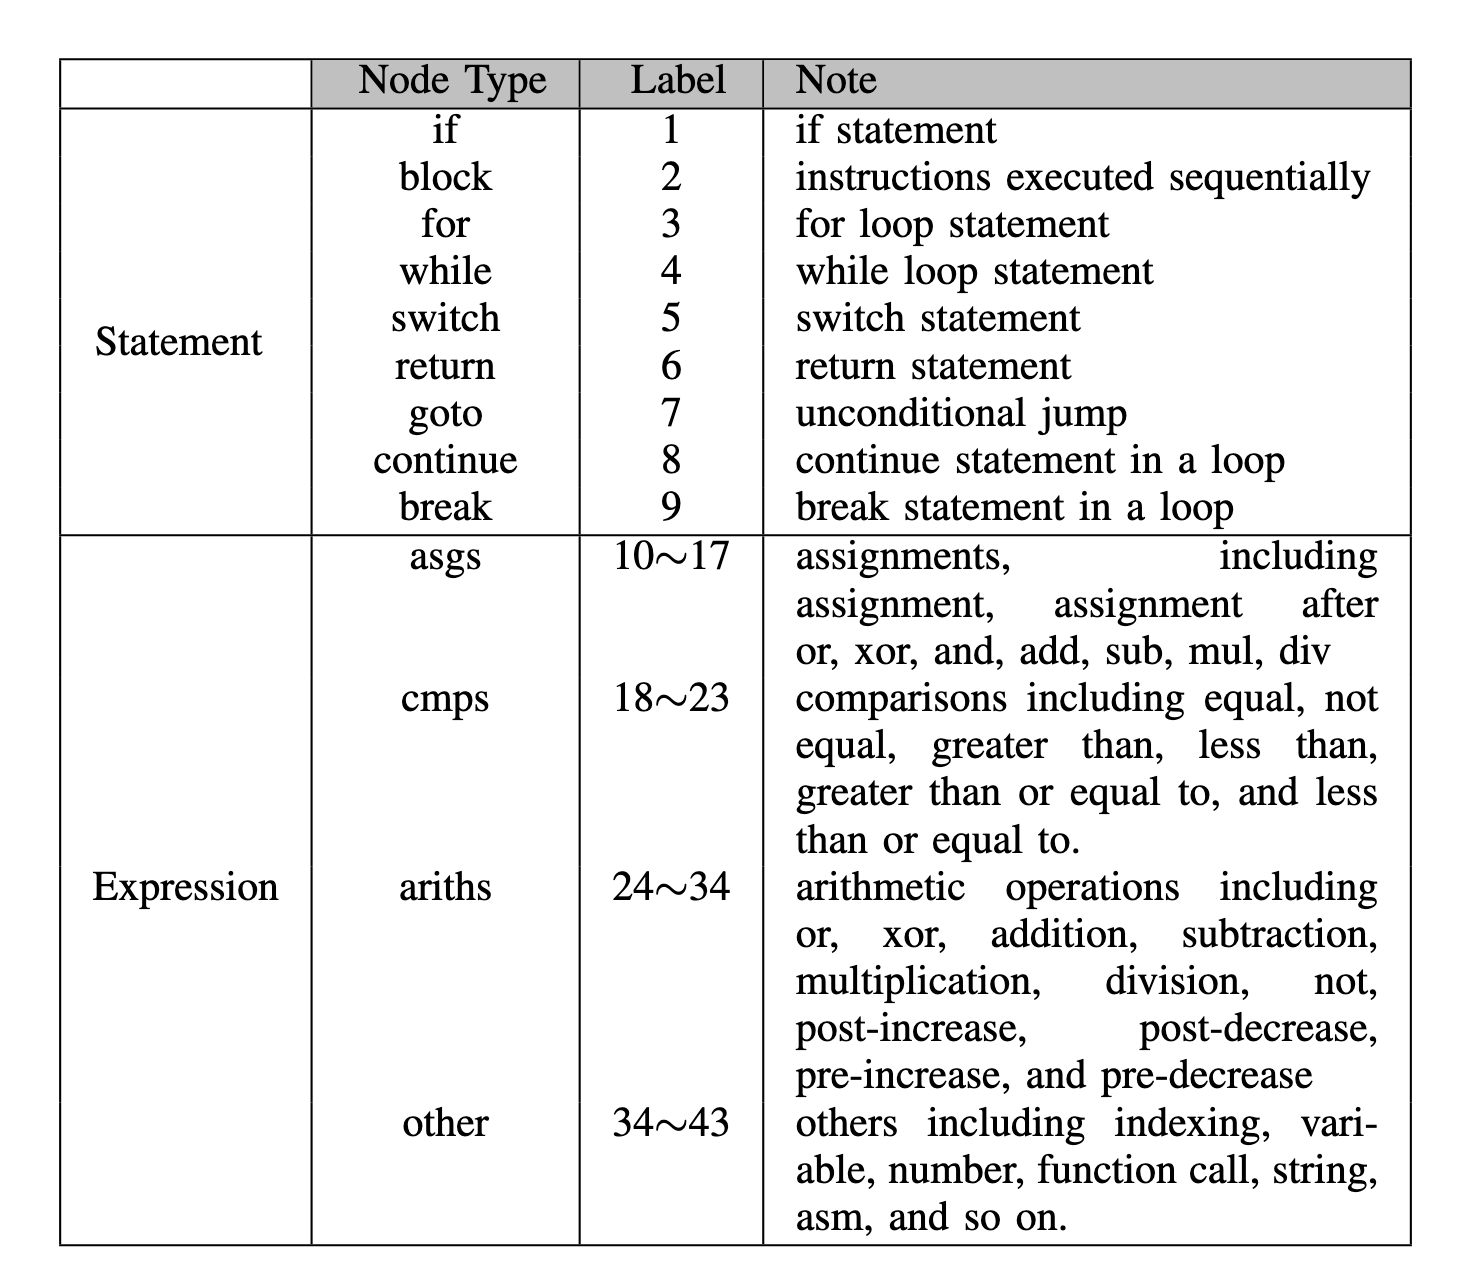 Node Type Label Note
if 1 if statement
block 2 instructions executed sequentially
for 3 for loop statement
while 4 while loop statement
switch 5 switch statement
Statement
return 6 return statement
goto 7 unconditional jump
continue 8 continue statement in a loop
break 9 break statement in a loop
asgs 10~17 assignments, including
assignment, assignment after
or, xor, and, add, sub, mul, div
cmps 18~23 comparisons including equal, not
equal, greater than, less than,
greater than or equal to, and less
than or equal to.
Expression ariths 24~34 arithmetic operations including
or, xor, addition, subtraction,
multiplication, division, not,
post-increase, post-decrease,
pre-increase, and pre-decrease
other 34~43 others including indexing, vari-
able, number, function call, string,
asm, and so on.